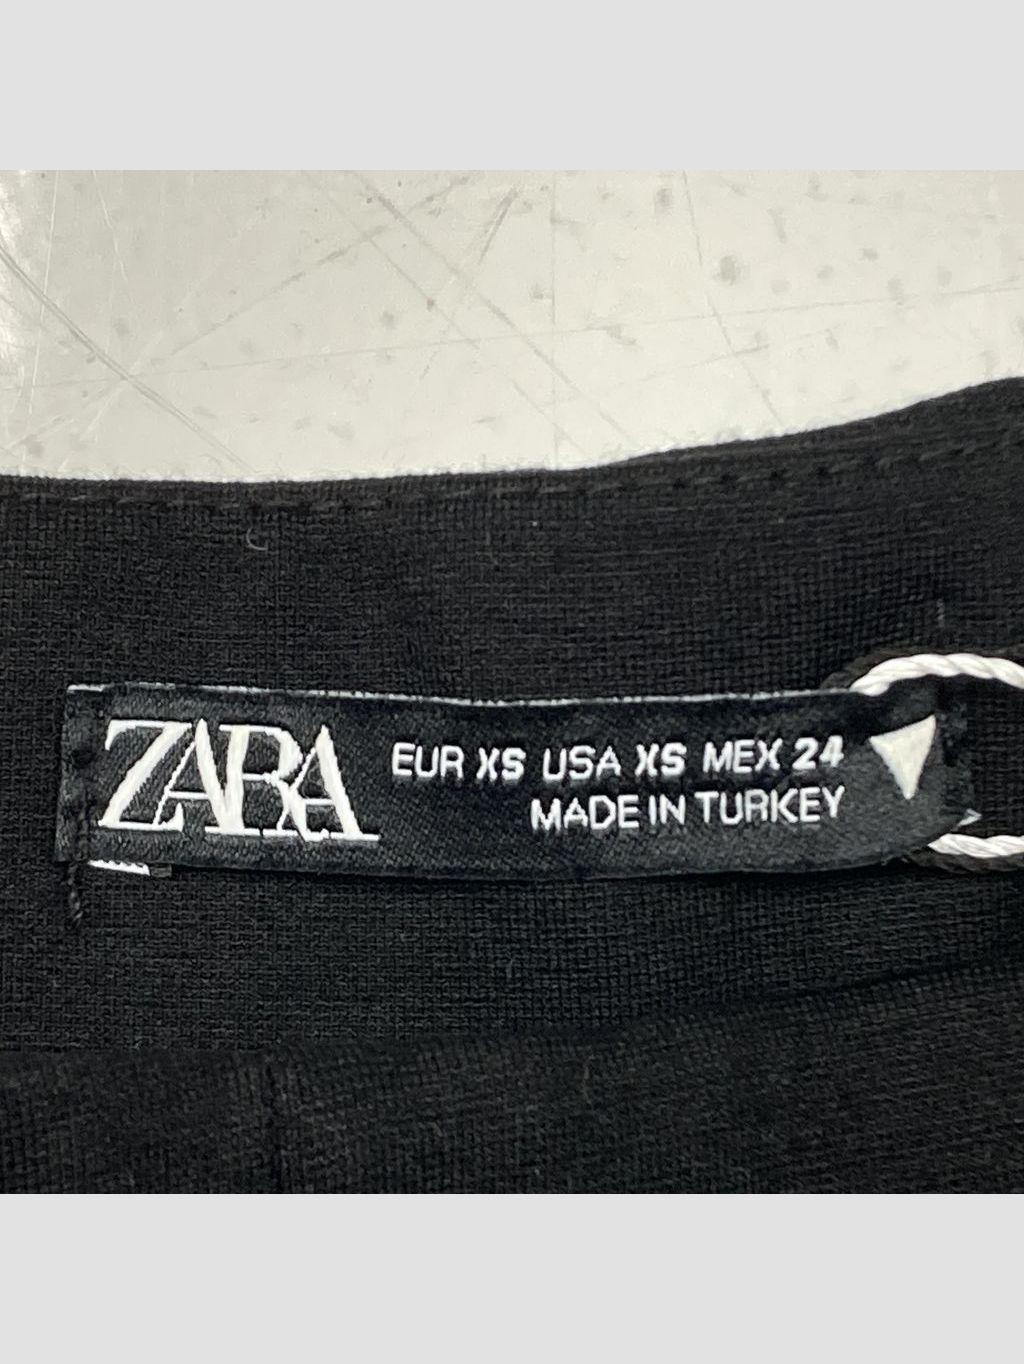 ZARA
EUR XS USA XS MEX 24
MADE IN TURKEY